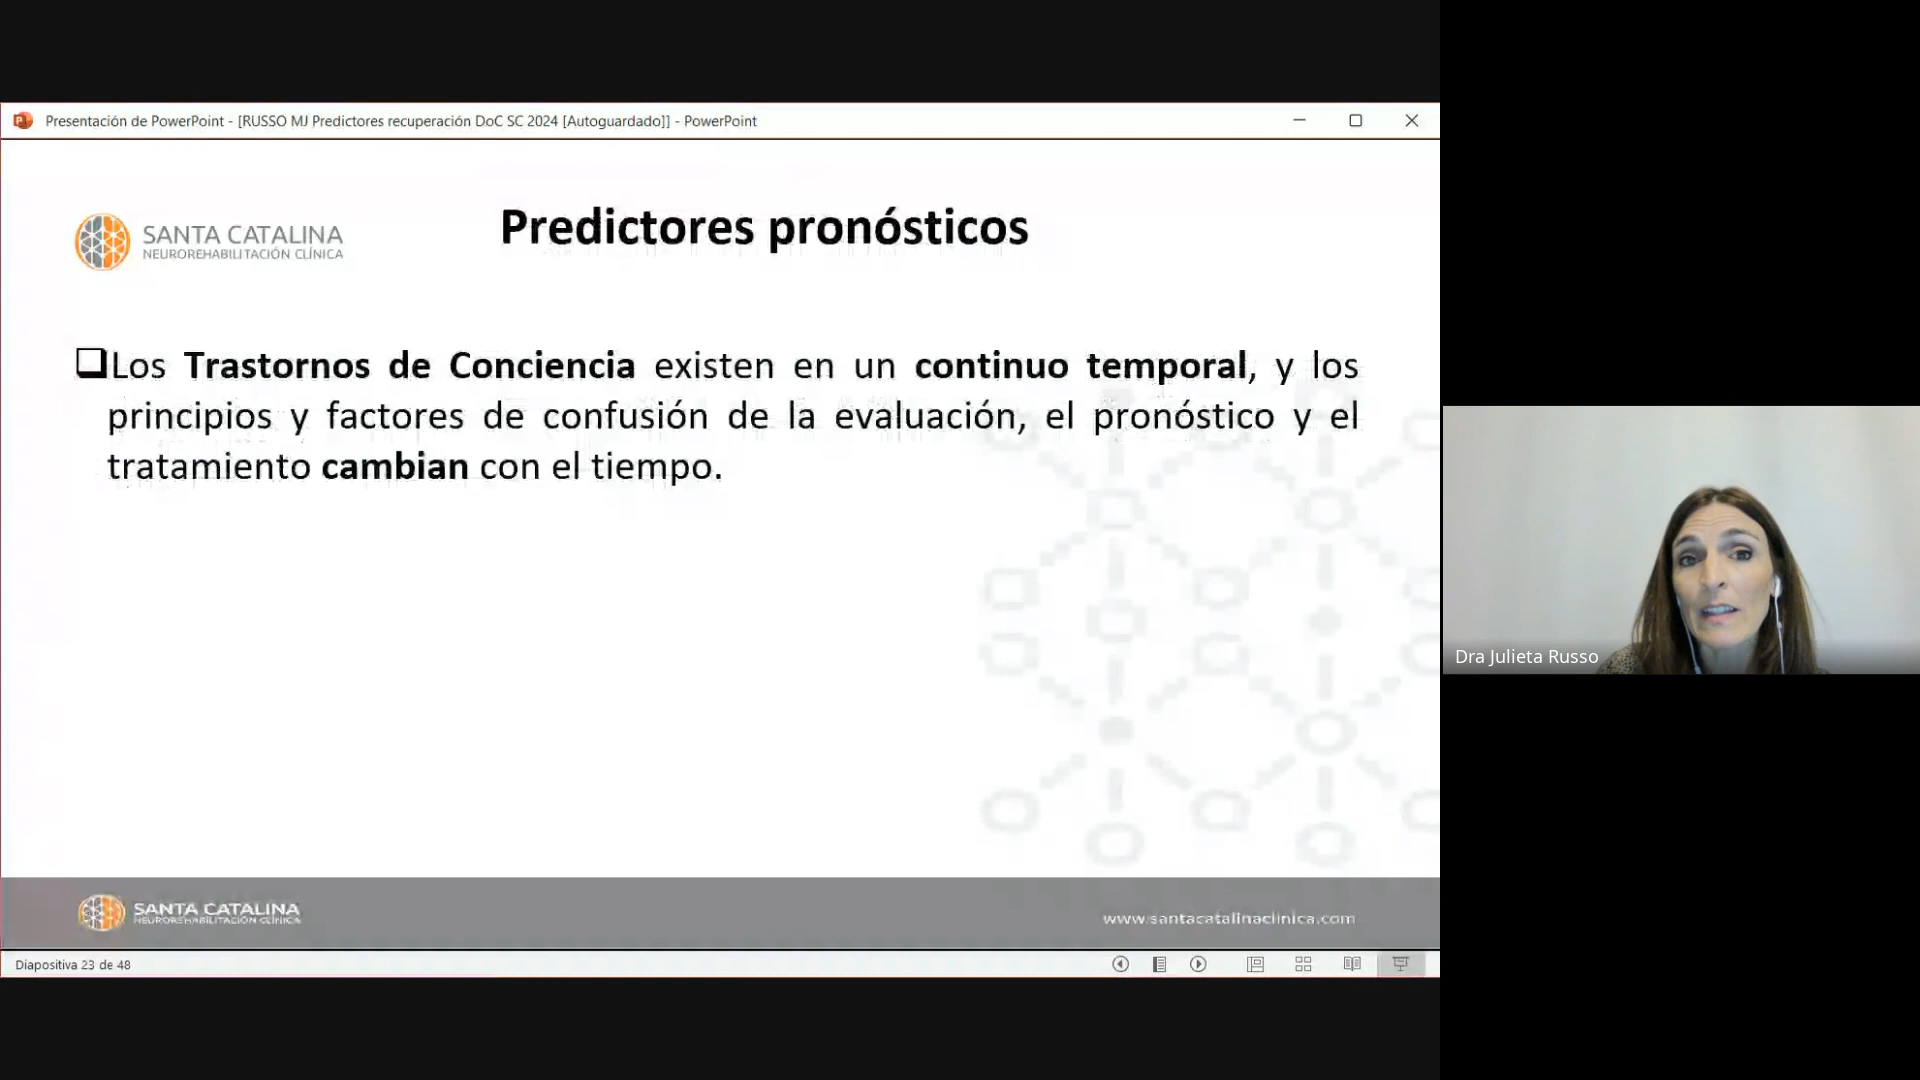 Presentación de PowerPoint - [RUSSO MJ Predictores recuperación DoC SC 2024 [Autoguardado]] - PowerPoint
SANTA CATALINA
NEUROREHABILITACIÓN CLÍNICA
Predictores pronósticos
Los Trastornos de Conciencia existen en un continuo temporal, y los
principios y factores de confusión de la evaluación, el pronóstico y el
tratamiento cambian con el tiempo.
Dra Julieta Russo
SANTA CATALINA
NEUROREHABILITACIÓN CLÍNICA
www.santacatalinaclinica.com
Diapositiva 23 de 48